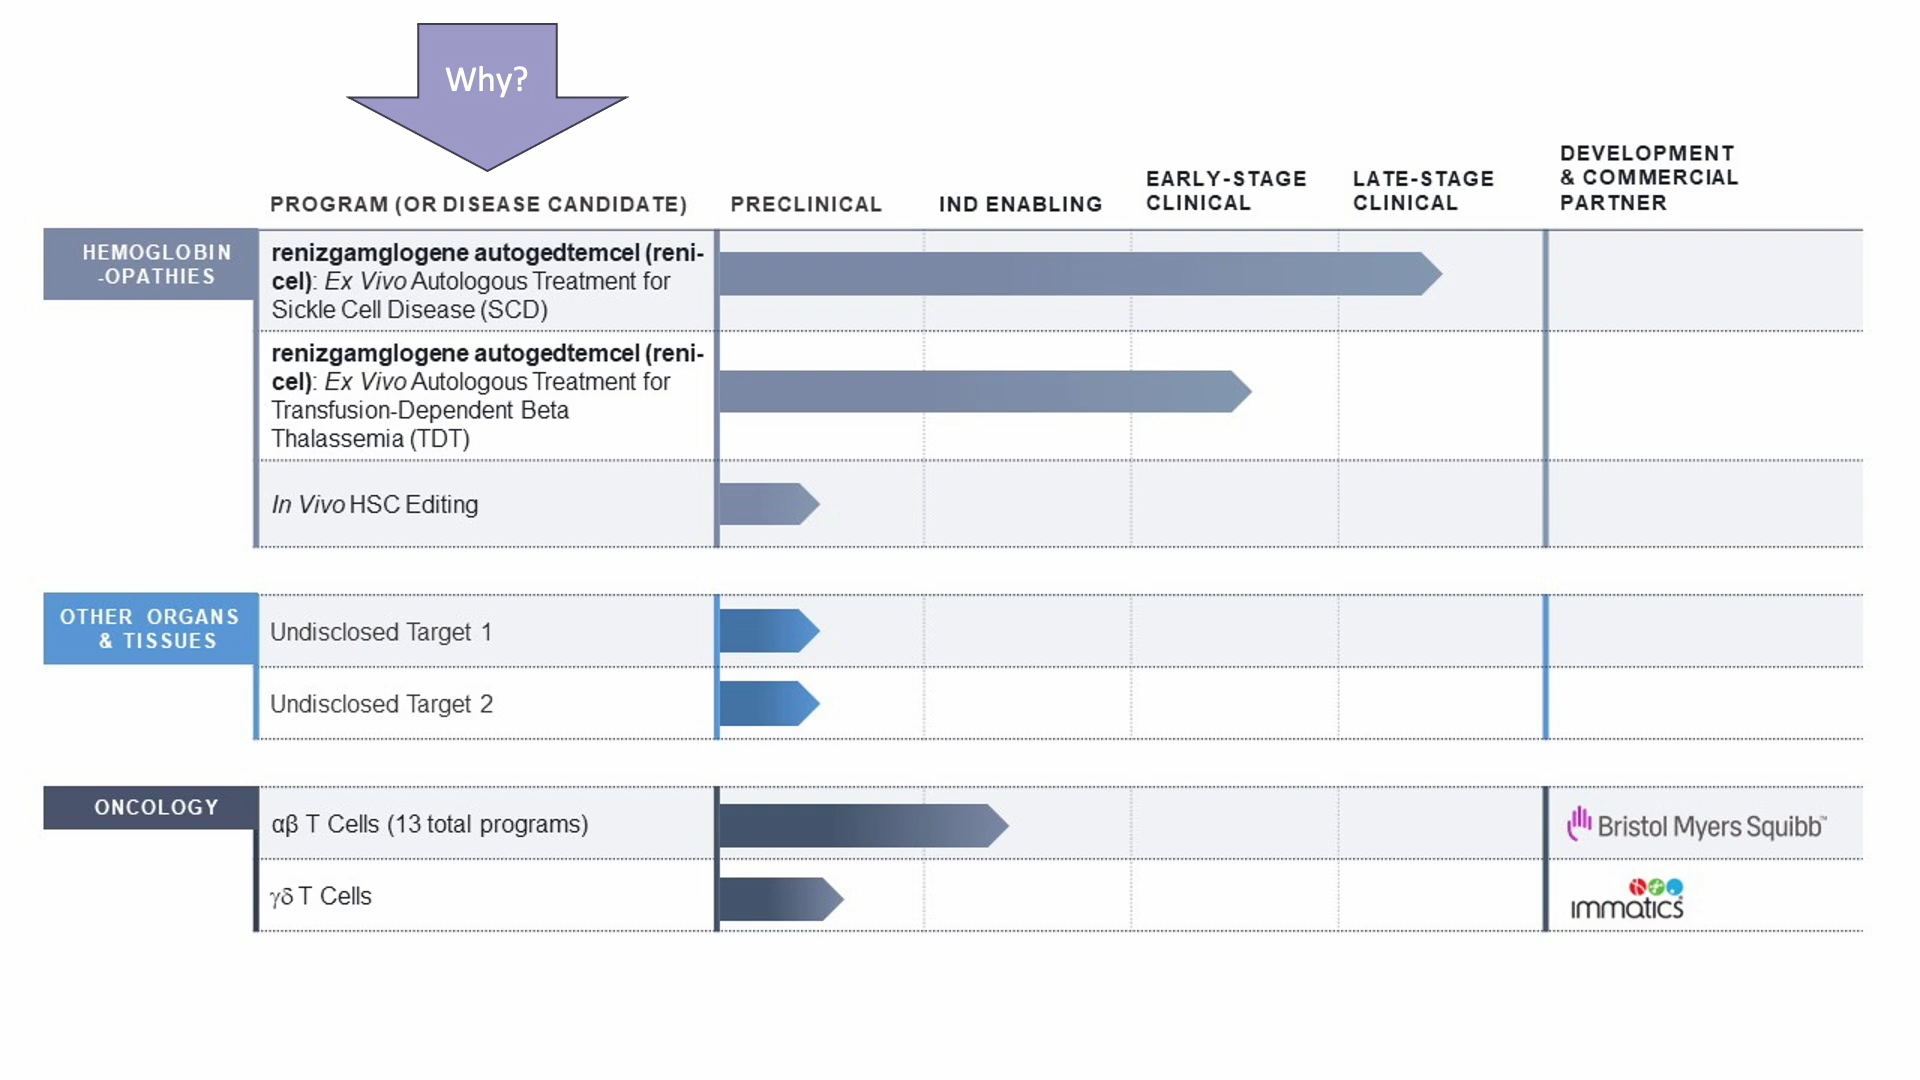 Why?
PROGRAM (OR DISEASE CANDIDATE)
PRECLINICAL
IND ENABLING
EARLY-STAGE
CLINICAL
LATE-STAGE
CLINICAL
DEVELOPMENT
& COMMERCIAL
PARTNER
HEMOGLOBIN
-OPATHIES
renizgamglogene autogedtemcel (reni-
cel): Ex Vivo Autologous Treatment for
Sickle Cell Disease (SCD)
renizgamglogene autogedtemcel (reni-
cel): Ex Vivo Autologous Treatment for
Transfusion-Dependent Beta
Thalassemia (TDT)
In Vivo HSC Editing
OTHER ORGANS
& TISSUES
Undisclosed Target 1
Undisclosed Target 2
ONCOLOGY
αβ T Cells (13 total programs)
Bristol Myers Squibb™
γδ T Cells
immatics